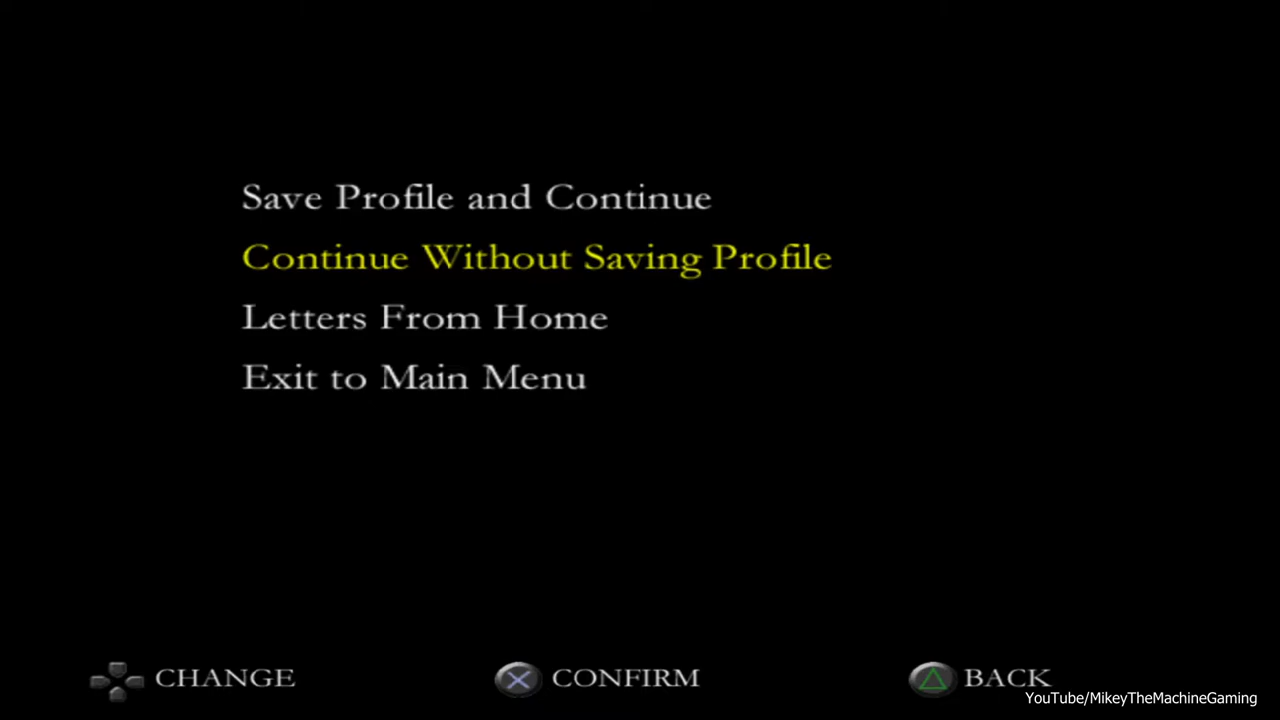 Save Profile and Continue
Continue Without Saving Profile
Letters From Home
Exit to Main Menu
CHANGE
CONFIRM
BACK
YouTube/MikeyTheMachineGaming